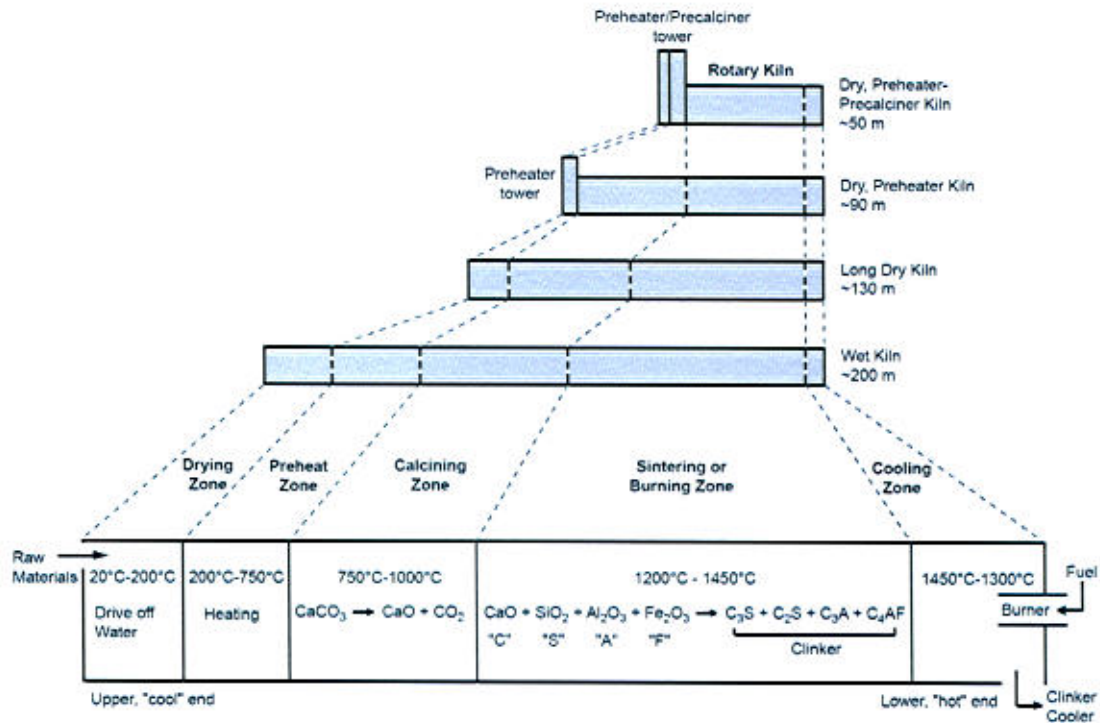 Preheater/Precalciner
tower
Rotary Kiln
Dry, Preheater-
Precalciner Kiln
~50 m
Preheater
tower
Dry, Preheater Kiln
~90 m
Long Dry Kiln
~130 m
Wet Kiln
~200 m
Drying
Zone
Preheat
Zone
Calcining
Zone
Sintering or
Burning Zone
Cooling
Zone
Raw
Materials
20°C-200°C
200°C-750°C
750°C-1000°C
1200°C - 1450°C
1450°C-1300°C
Fuel
Drive off
Water
Heating
CaCO₃ → CaO + CO₂
CaO + SiO₂ + Al₂O₃ + Fe₂O₃ → C₃S + C₂S + C₃A + C₄AF
"C" "S" "A" "F"
Clinker
Burner
Upper, "cool" end
Lower, "hot" end
Clinker
Cooler